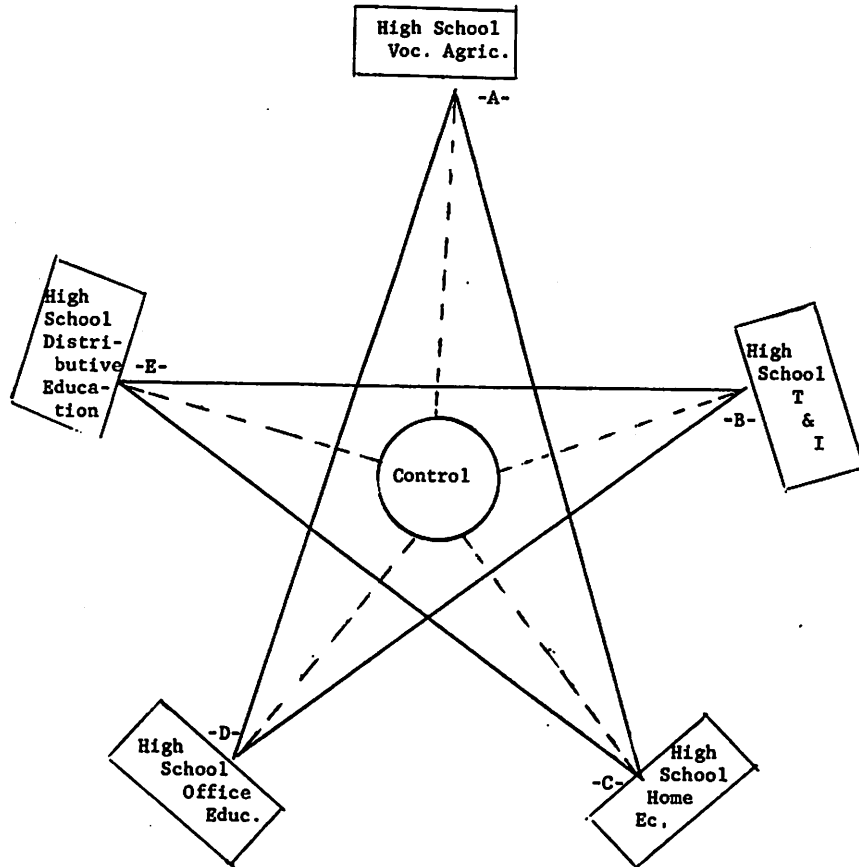 High School
Voc. Agric.
-A-
High
School
Distri-
butive
Educa-
tion
-E-
High
School
T
&
I
-B-
Control
-D-
High
School
Office
Educ.
-C-
High
School
Home
Ec.